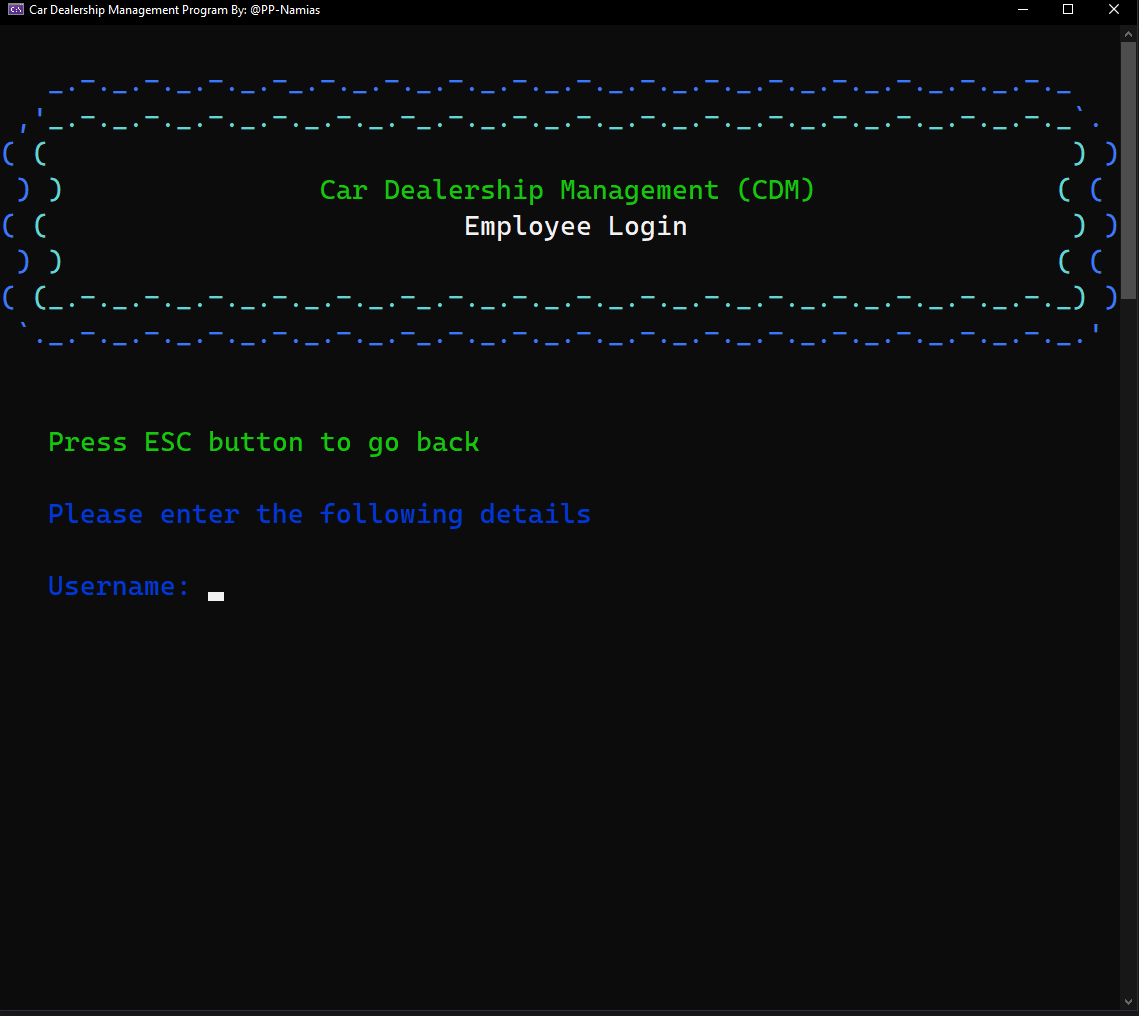 Car Dealership Management Program By: @PP-Namias
Car Dealership Management (CDM)
Employee Login
Press ESC button to go back
Please enter the following details
Username: